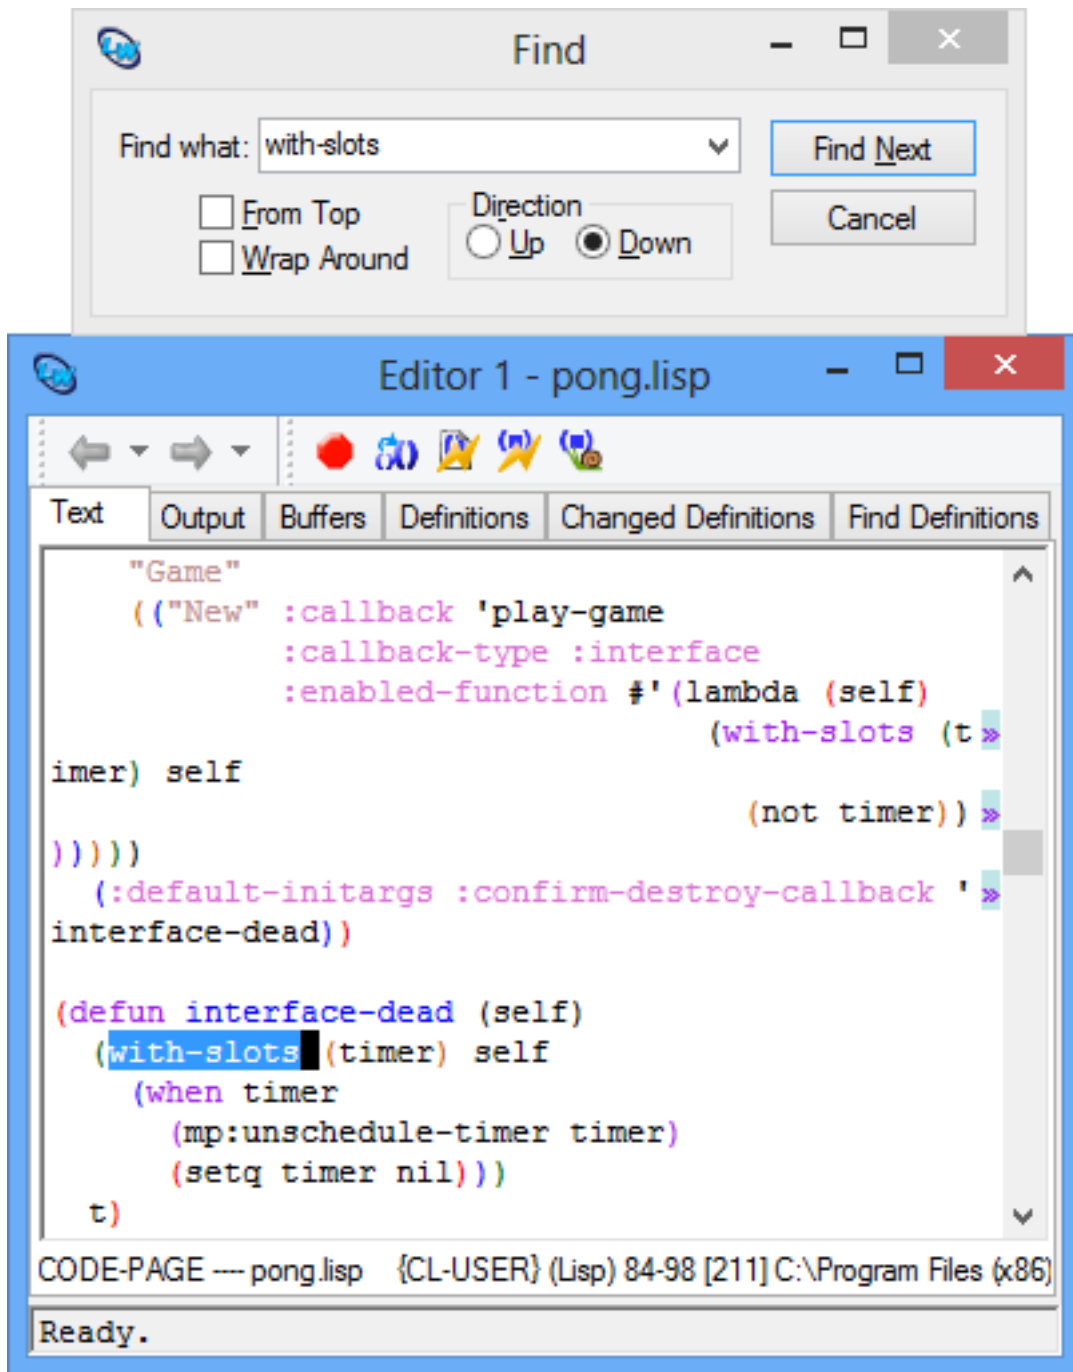 Find
Find what: with-slots
Find Next
From Top
Direction
Cancel
Wrap Around
Up Down
Editor 1 - pong.lisp
Text Output Buffers Definitions Changed Definitions Find Definitions
"Game"
(("New" :callback 'play-game
:callback-type :interface
:enabled-function #'(lambda (self)
(with-slots (t»
imer) self
(not timer))»
)))))
(:default-initargs :confirm-destroy-callback '»
interface-dead))
(defun interface-dead (self)
(with-slots (timer) self
(when timer
(mp:unschedule-timer timer)
(setq timer nil)))
t)
CODE-PAGE ---- pong.lisp {CL-USER} (Lisp) 84-98 [211] C:\Program Files (x86)
Ready.